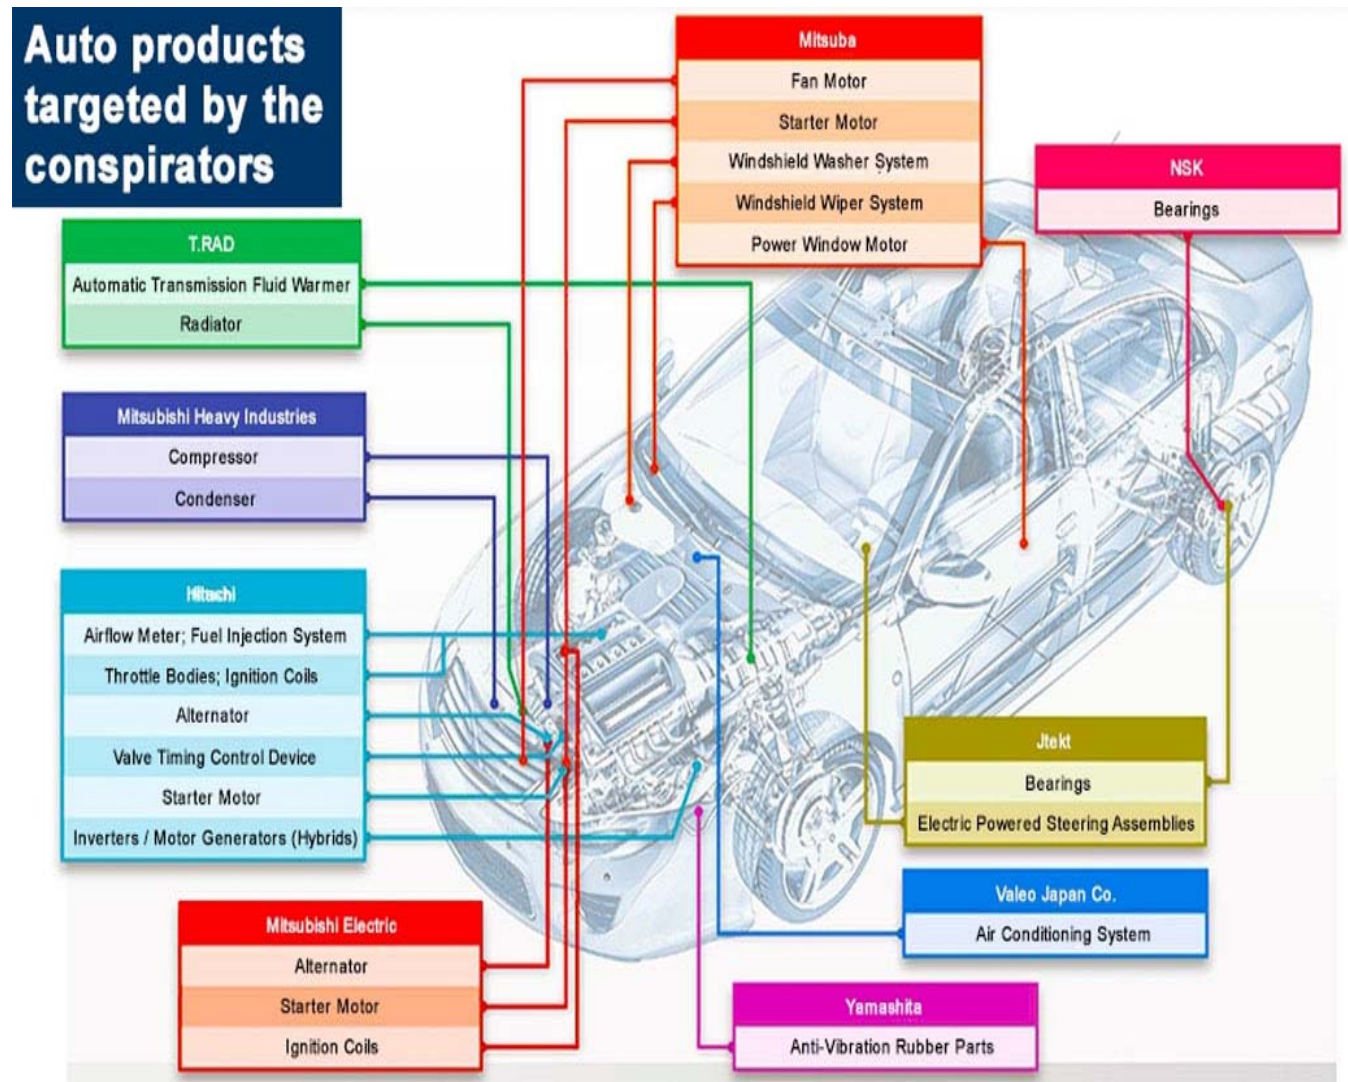 Auto products
targeted by the
conspirators
Mitsuba
Fan Motor
Starter Motor
Windshield Washer System
Windshield Wiper System
Power Window Motor
NSK
Bearings
T.RAD
Automatic Transmission Fluid Warmer
Radiator
Mitsubishi Heavy Industries
Compressor
Condenser
Hitachi
Airflow Meter; Fuel Injection System
Throttle Bodies; Ignition Coils
Alternator
Valve Timing Control Device
Starter Motor
Inverters / Motor Generators (Hybrids)
Jtekt
Bearings
Electric Powered Steering Assemblies
Valeo Japan Co.
Air Conditioning System
Mitsubishi Electric
Alternator
Starter Motor
Ignition Coils
Yamashita
Anti-Vibration Rubber Parts